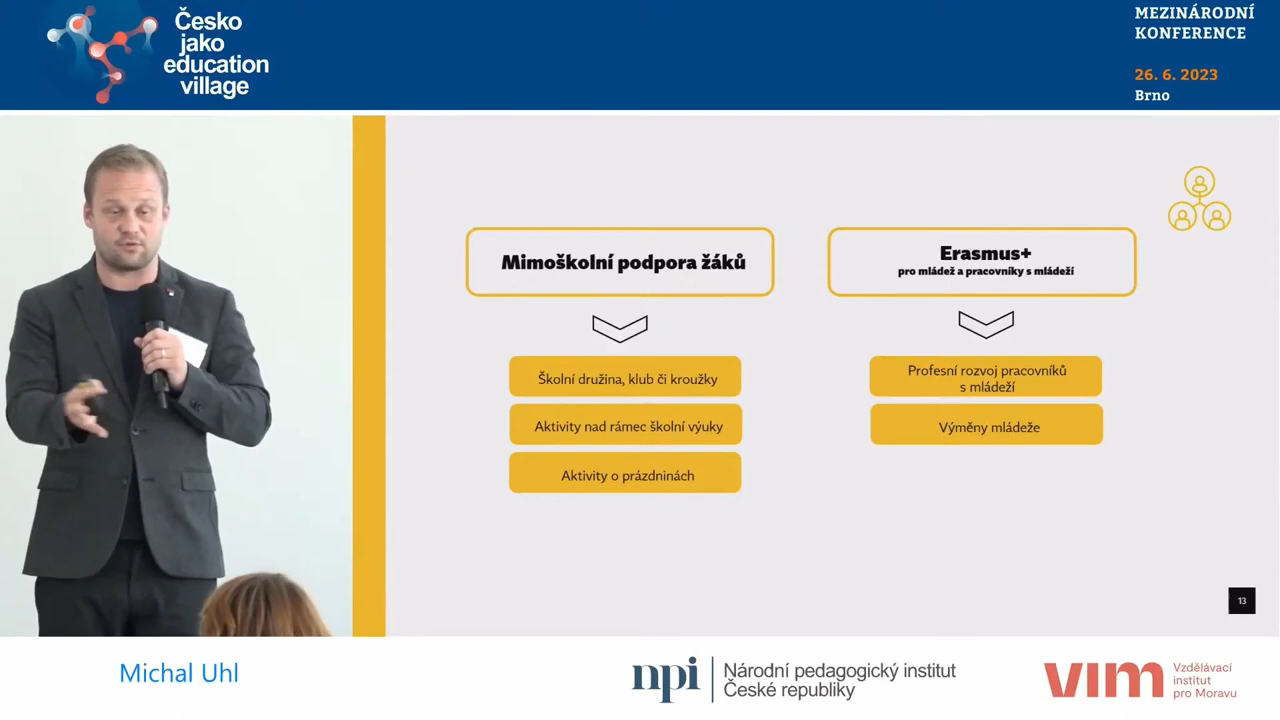 Česko
jako
education
village
MEZINÁRODNÍ
KONFERENCE
26. 6. 2023
Brno
Mimoškolní podpora žáků
Školní družina, klub či kroužky
Aktivity nad rámec školní výuky
Aktivity o prázdninách
Erasmus+
pro mládež a pracovníky s mládeží
Profesní rozvoj pracovníků
s mládeží
Výměny mládeže
13
Michal Uhl
npi
Národní pedagogický institut
České republiky
vim
Vzdělávací
institut
pro Moravu